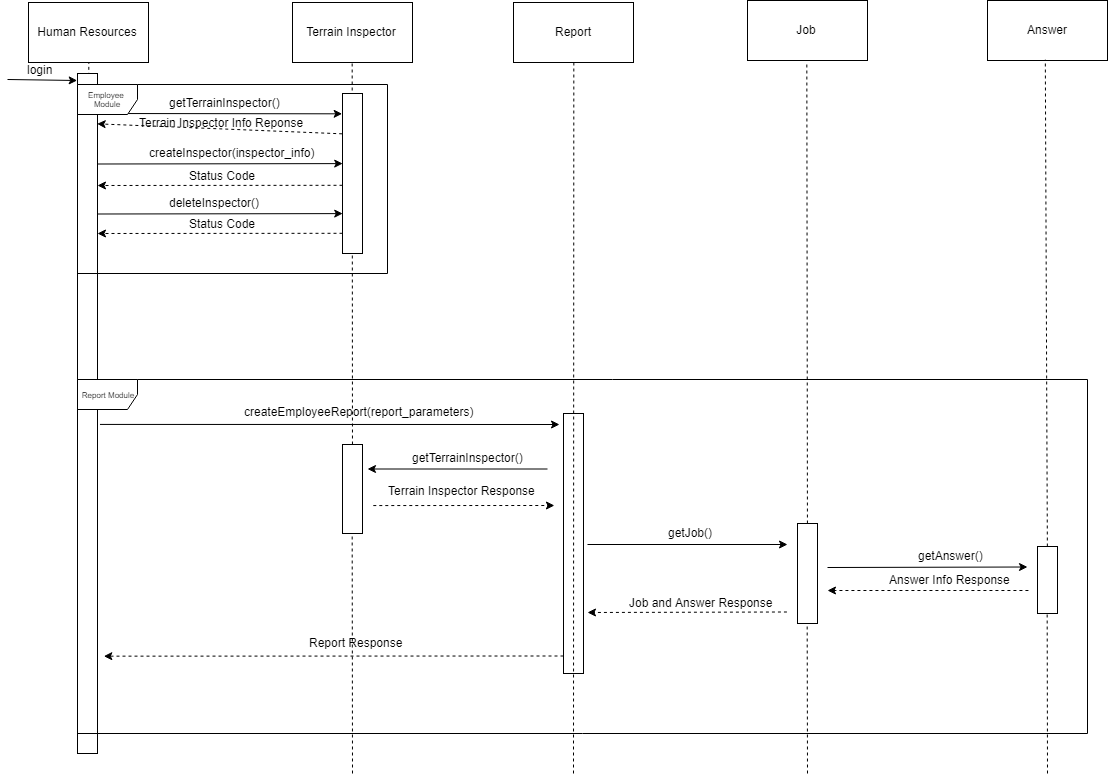 Human Resources
Terrain Inspector
Report
Job
Answer
login
Employee
Module
getTerrainInspector()
Terrain Inspector Info Reponse
createInspector(inspector_info)
Status Code
deleteInspector()
Status Code
Report Module
createEmployeeReport(report_parameters)
getTerrainInspector()
Terrain Inspector Response
getJob()
getAnswer()
Answer Info Response
Job and Answer Response
Report Response